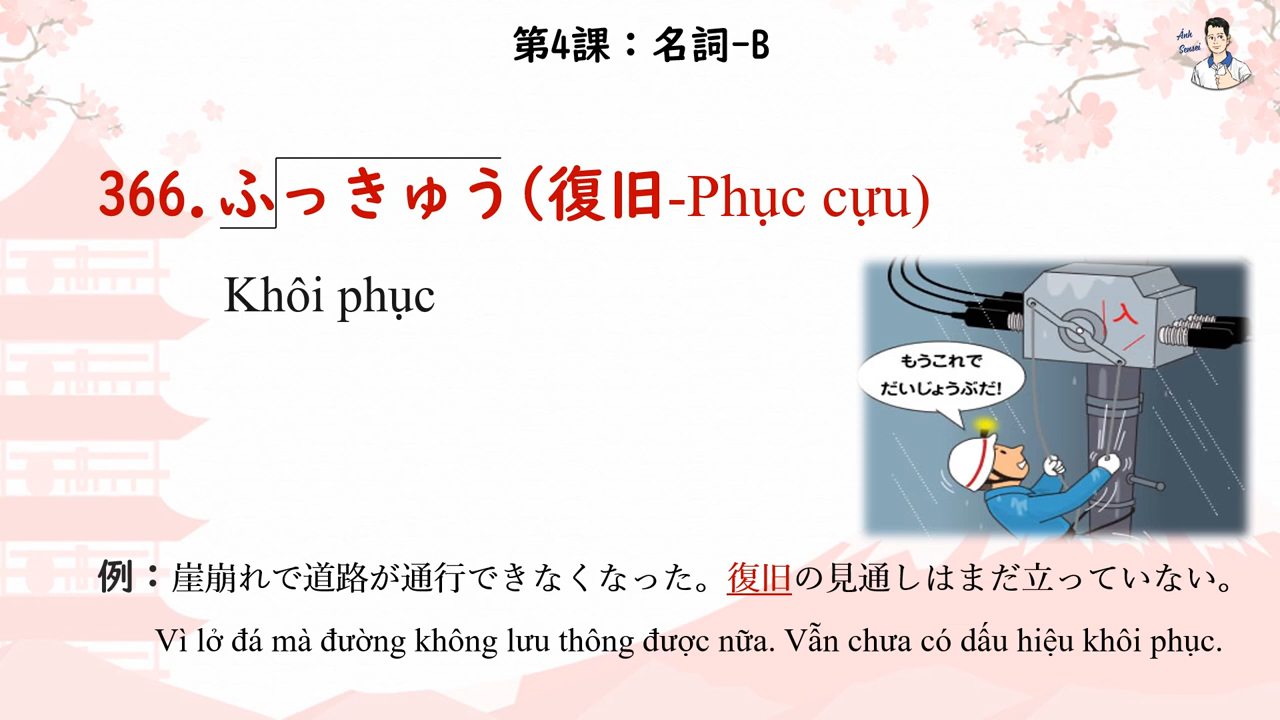 第4課：名詞-B
Anh
Sensei
366.ふっきゅう(復旧-Phục cựu)
Khôi phục
入
もうこれで
だいじょうぶだ!
例：崖崩れで道路が通行できなくなった。復旧の見通しはまだ立っていない。
Vì lở đá mà đường không lưu thông được nữa. Vẫn chưa có dấu hiệu khôi phục.